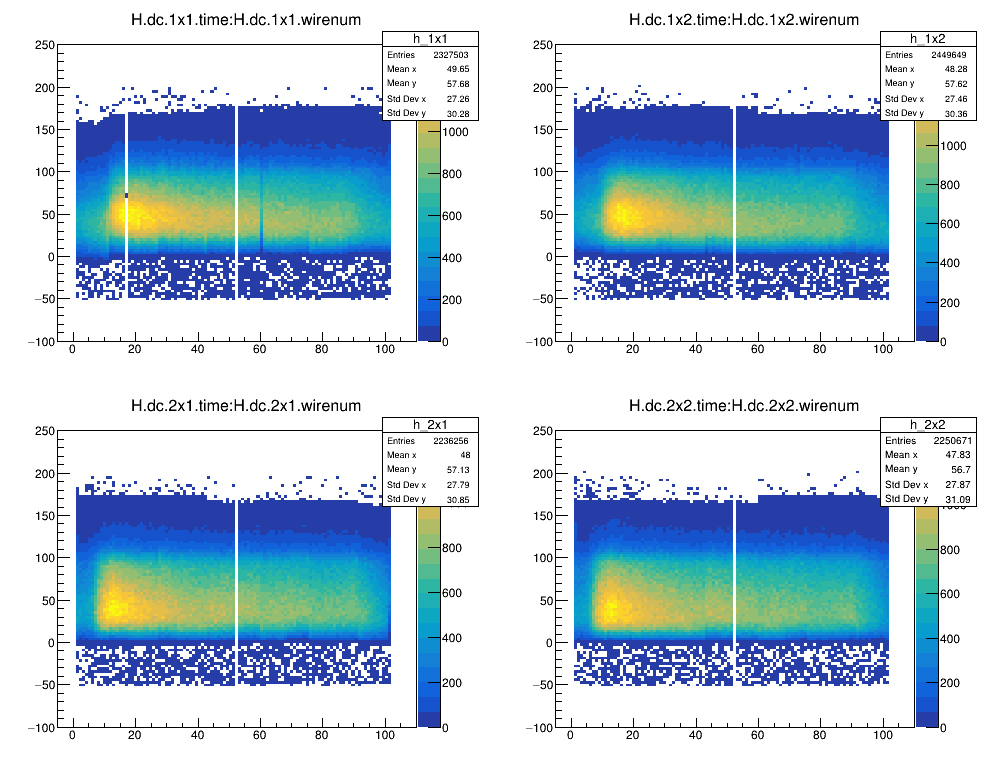 H.dc.1x1.time:H.dc.1x1.wirenum
h_1x1
Entries 2327503
Mean x 49.65
Mean y 57.68
Std Dev x 27.26
Std Dev y 30.28
250
200
150
100
50
0
−50
−100
0 20 40 60 80 100
1000
800
600
400
200
0
H.dc.1x2.time:H.dc.1x2.wirenum
h_1x2
Entries 2449649
Mean x 48.28
Mean y 57.62
Std Dev x 27.46
Std Dev y 30.36
250
200
150
100
50
0
−50
−100
0 20 40 60 80 100
1000
800
600
400
200
0
H.dc.2x1.time:H.dc.2x1.wirenum
h_2x1
Entries 2236256
Mean x 48
Mean y 57.13
Std Dev x 27.79
Std Dev y 30.85
250
200
150
100
50
0
−50
−100
0 20 40 60 80 100
800
600
400
200
0
H.dc.2x2.time:H.dc.2x2.wirenum
h_2x2
Entries 2250671
Mean x 47.83
Mean y 56.7
Std Dev x 27.87
Std Dev y 31.09
250
200
150
100
50
0
−50
−100
0 20 40 60 80 100
800
600
400
200
0